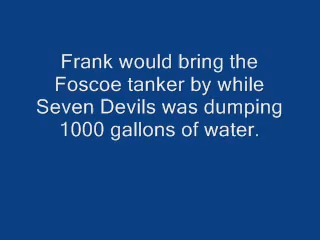 Frank would bring the
Foscoe tanker by while
Seven Devils was dumping
1000 gallons of water.